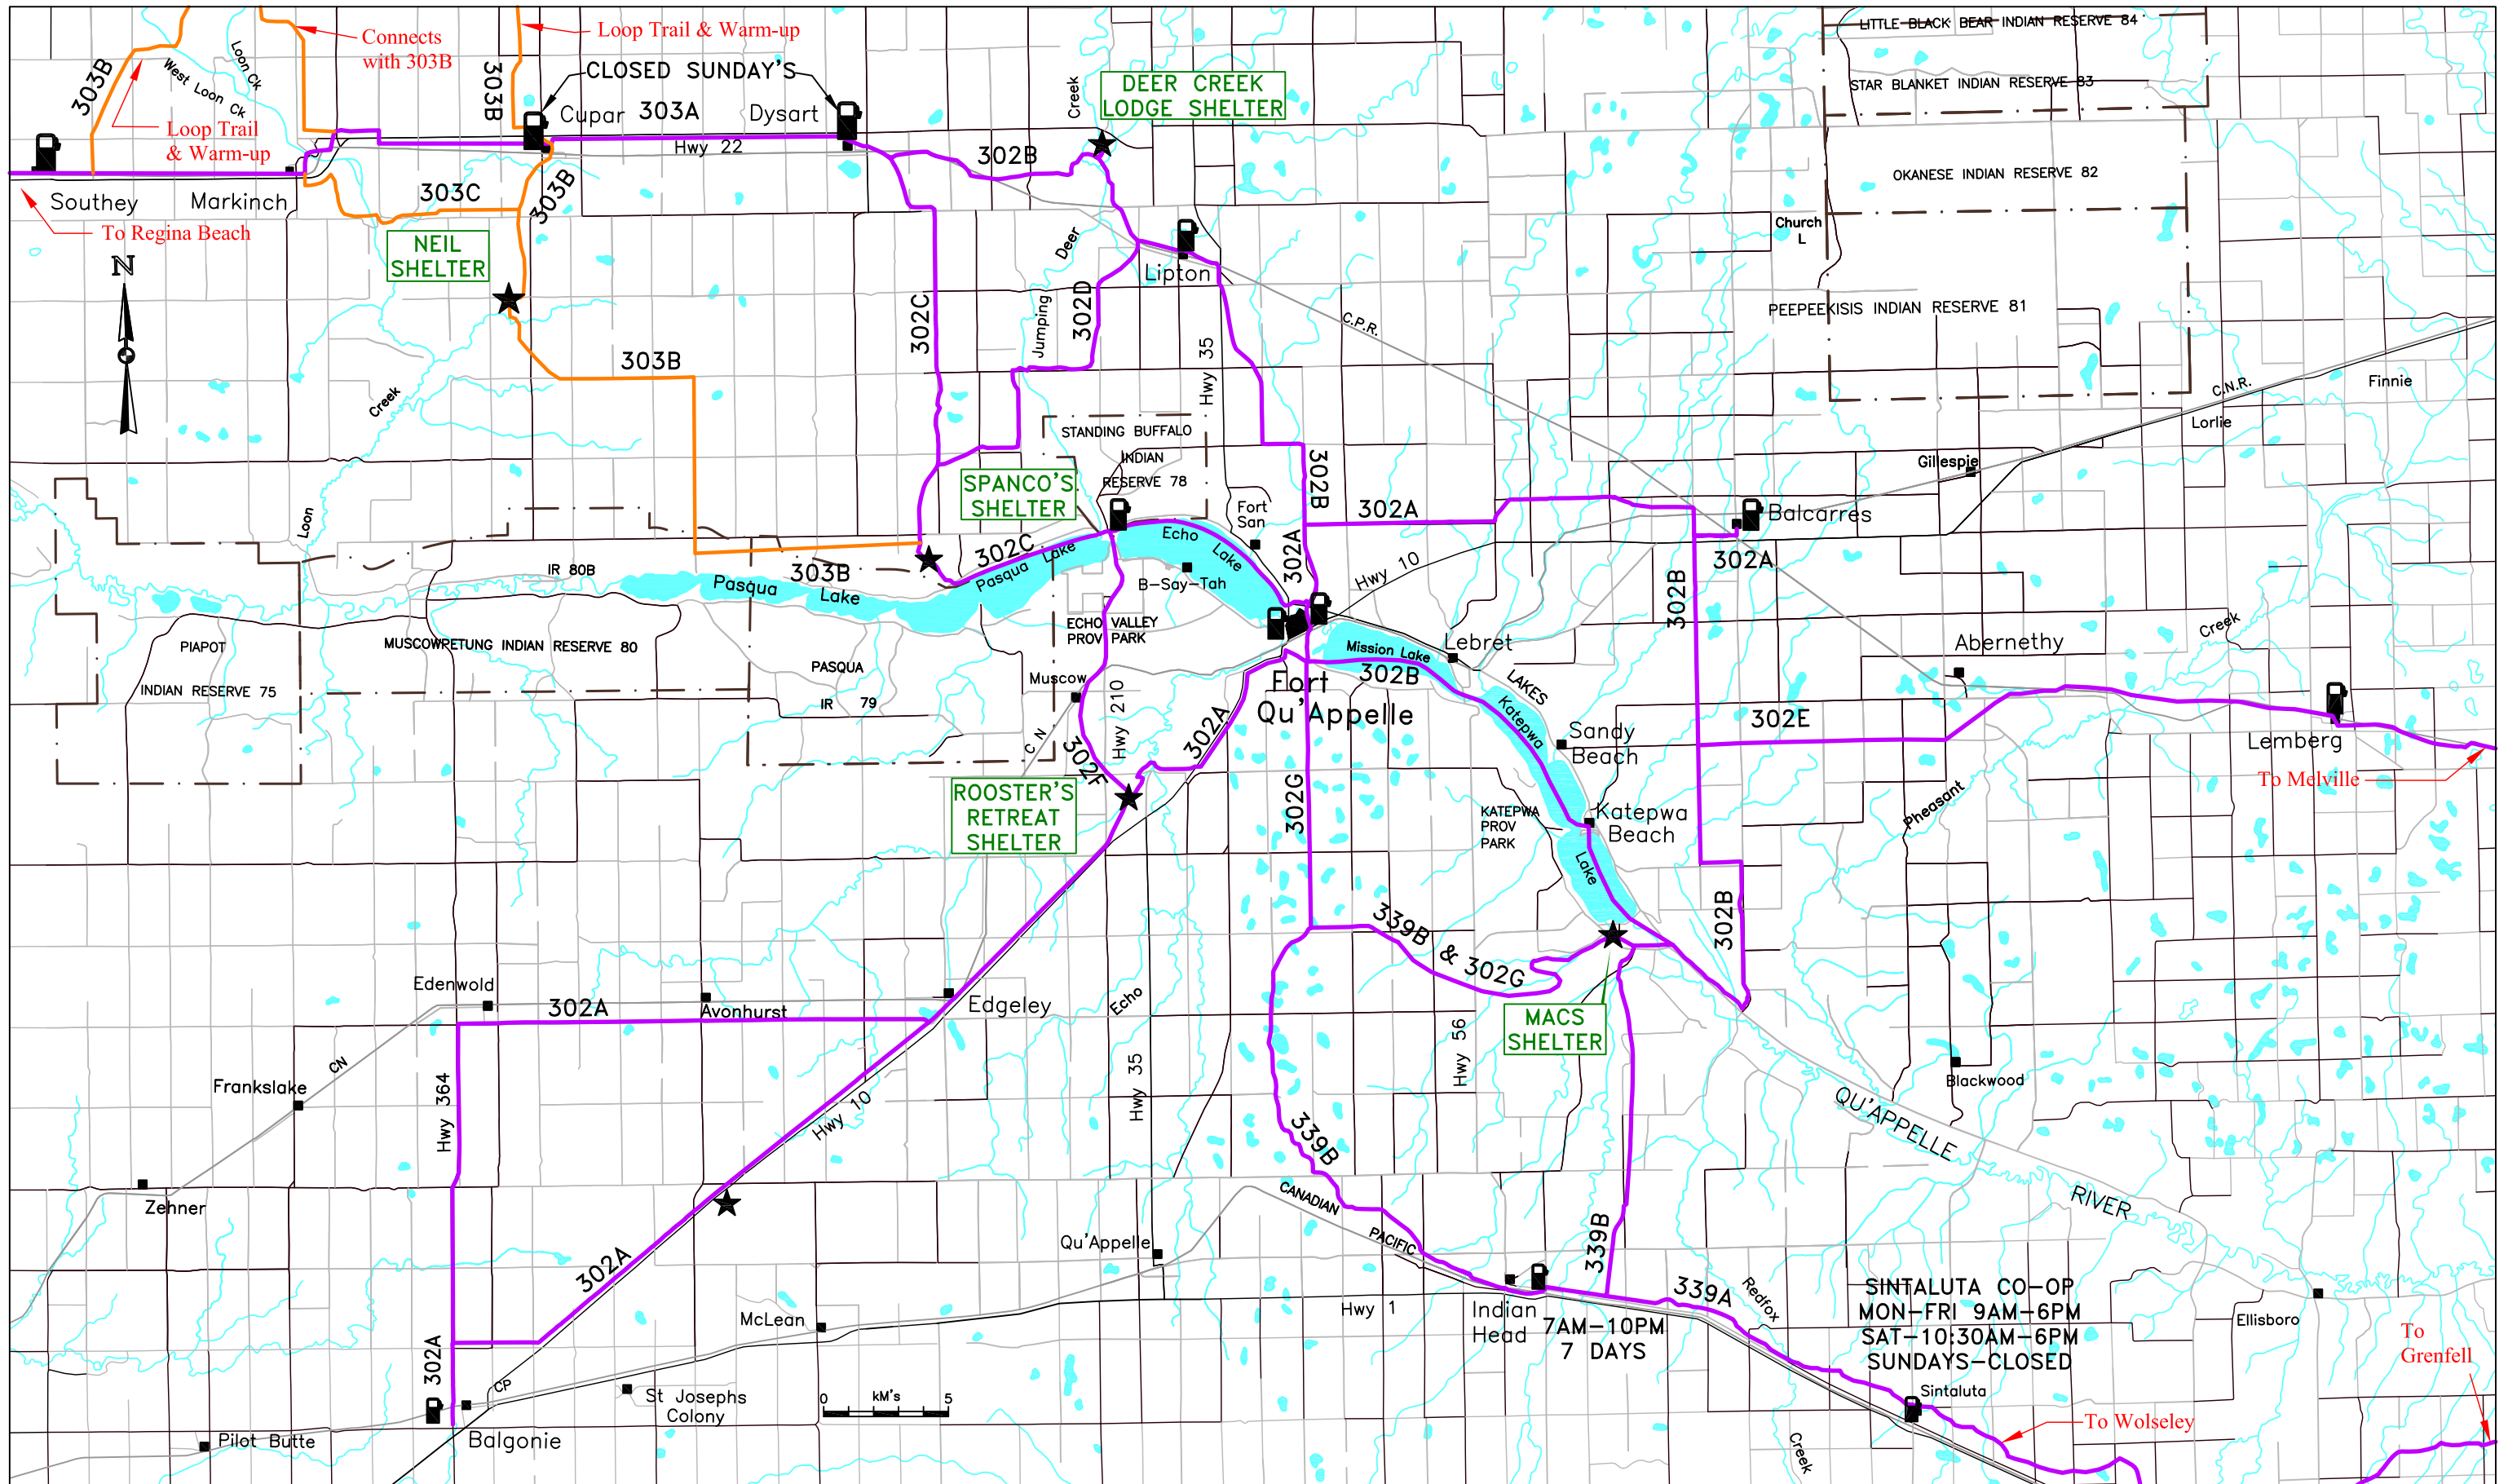 LITTLE BLACK BEAR INDIAN RESERVE 84
Loop Trail & Warm-up
Connects
with 303B
Loon Ck
West Loon Ck
303B
303B
CLOSED SUNDAY'S
STAR BLANKET INDIAN RESERVE 83
DEER CREEK
LODGE SHELTER
Creek
Cupar
303A
Dysart
Loop Trail
& Warm-up
Hwy 22
302B
OKANESE INDIAN RESERVE 82
Southey
Markinch
303C
303B
To Regina Beach
NEIL
SHELTER
Church
L
Deer
Lipton
N
302C
Jumping
302D
Hwy 35
C.P.R.
PEEPEEKISIS INDIAN RESERVE 81
303B
Creek
C.N.R.
Finnie
Lorlie
STANDING BUFFALO
INDIAN
RESERVE 78
Gillespie
SPANCO'S
SHELTER
302B
302A
Fort
San
Balcarres
Loon
Echo
Lake
302C
Pasqua Lake
302A
Hwy 10
302A
IR 80B
303B
Pasqua
Lake
B-Say-Tah
302B
ECHO VALLEY
PROV PARK
PIAPOT
INDIAN RESERVE 75
MUSCOWPETUNG INDIAN RESERVE 80
PASQUA
IR 79
Mission Lake
Lebret
Creek
Abernethy
Muscow
302B
Fort
Qu'Appelle
LAKES
Katepwa
302E
Hwy 210
302A
C N
302F
Sandy
Beach
Lemberg
To Melville
ROOSTER'S
RETREAT
SHELTER
302G
KATEPWA
PROV
PARK
Katepwa
Beach
Pheasant
Lake
302B
339B & 302G
Edenwold
302A
Avonhurst
Edgeley
Echo
MACS
SHELTER
Hwy 56
Frankslake
CN
Hwy 364
Hwy 10
Hwy 35
Blackwood
339B
QU'APPELLE
RIVER
Zehner
CANADIAN
PACIFIC
Qu'Appelle
339B
302A
339A
Redfox
SINTALUTA CO-OP
MON-FRI 9AM-6PM
SAT-10:30AM-6PM
SUNDAYS-CLOSED
Ellisboro
McLean
Hwy 1
Indian
Head
7AM-10PM
7 DAYS
To
Grenfell
302A
CP
St Josephs
Colony
0 kM's 5
Sintaluta
To Wolseley
Creek
Pilot Butte
Balgonie